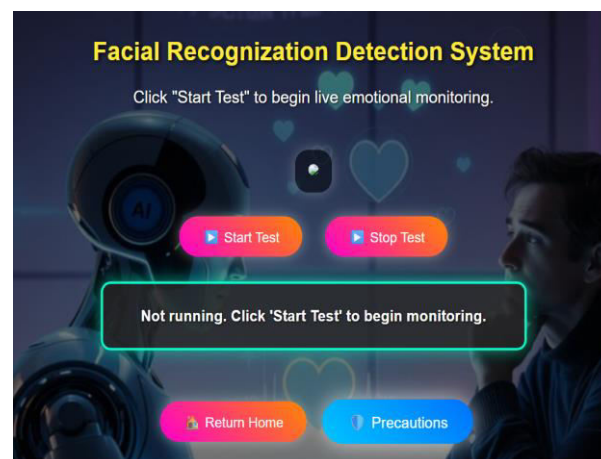 Facial Recognization Detection System
Click "Start Test" to begin live emotional monitoring.
AI
Start Test
Stop Test
Not running. Click 'Start Test' to begin monitoring.
Return Home
Precautions